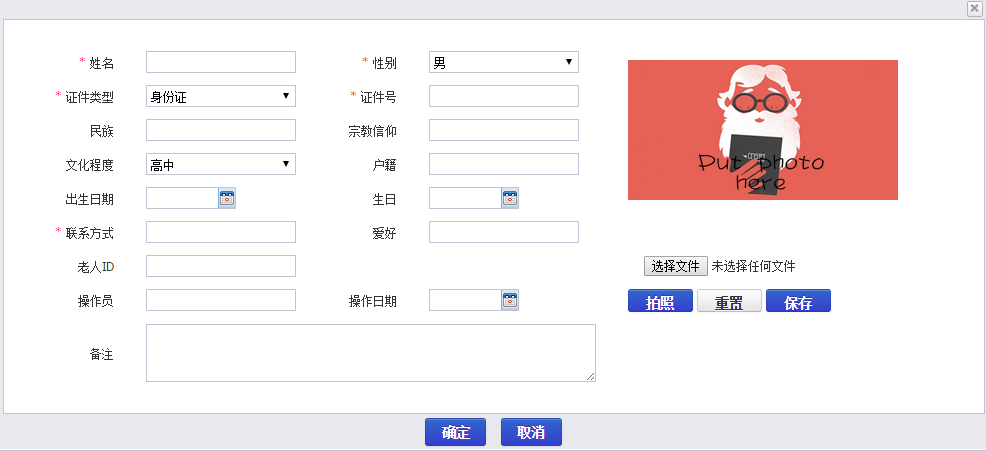 * 姓名 * 性别 男
* 证件类型 身份证 * 证件号
民族 宗教信仰
文化程度 高中 户籍
出生日期 生日
* 联系方式 爱好
老人ID
操作员 操作日期
备注
Dream
Put photo
here
选择文件 未选择任何文件
拍照 重置 保存
确定 取消